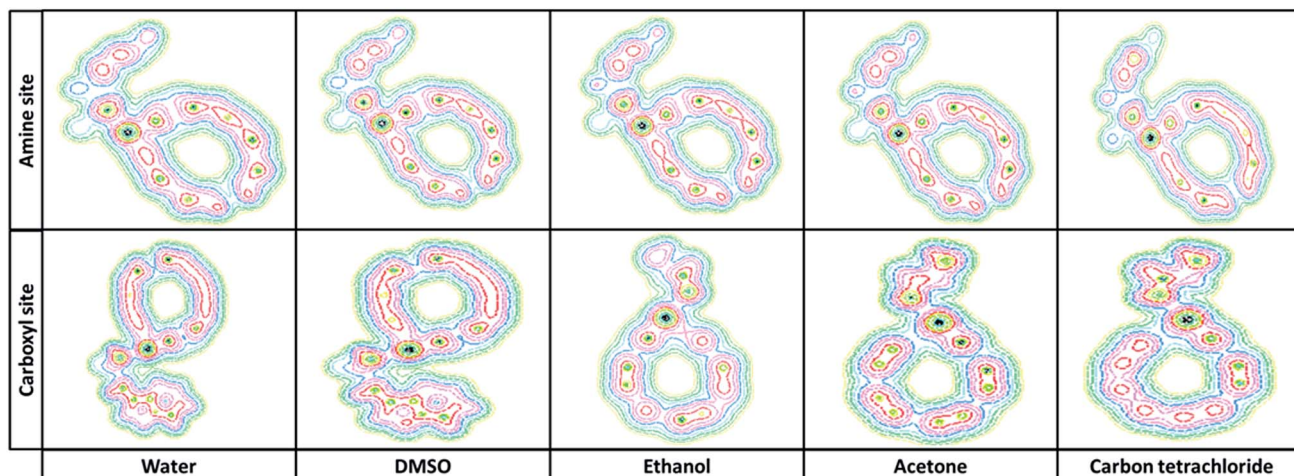 Amine site
Carboxyl site
Water
DMSO
Ethanol
Acetone
Carbon tetrachloride